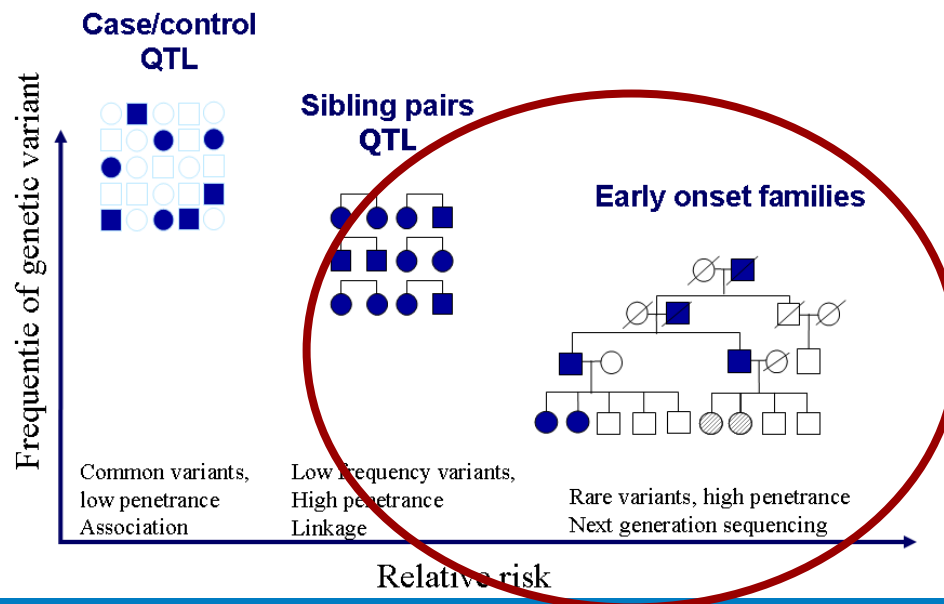 Case/control
QTL
Sibling pairs
QTL
Early onset families
Frequentie of genetic variant
Common variants,
low penetrance
Association
Low frequency variants,
High penetrance
Linkage
Rare variants, high penetrance
Next generation sequencing
Relative risk